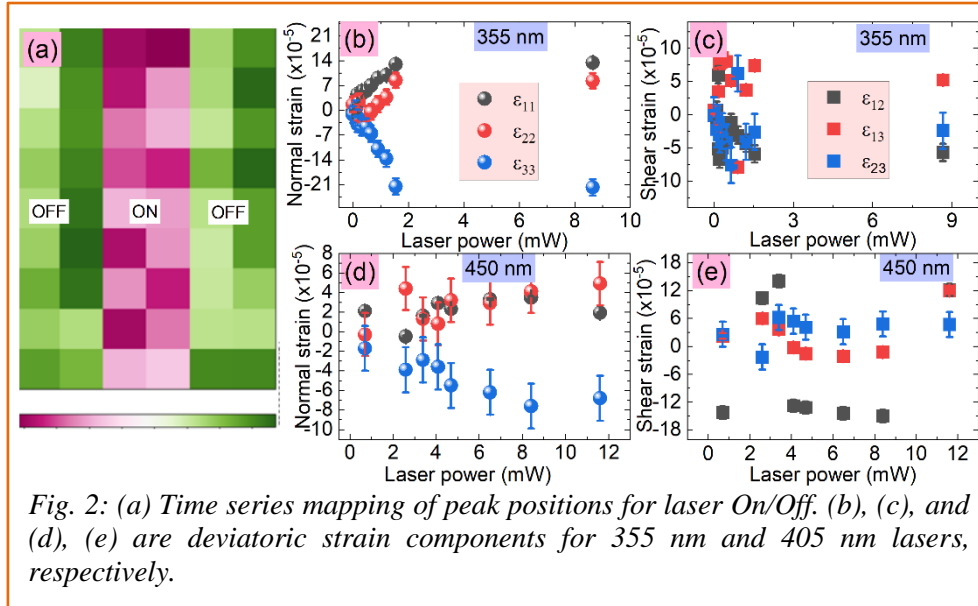 (a)
OFF
ON
OFF
(b)
355 nm
Normal strain (x10⁻⁵)
21
14
7
0
-7
-14
-21
ε₁₁
ε₂₂
ε₃₃
0 2 4 6 8 10
Laser power (mW)
(c)
355 nm
Shear strain (x10⁻⁵)
10
5
0
-5
10
ε₁₂
ε₁₃
ε₂₃
0 3 6 9
Laser power (mW)
(d)
450 nm
Normal strain (x10⁻⁵)
8
6
4
2
0
-2
-4
-6
-8
-10
0 2 4 6 8 10 12
Laser power (mW)
(e)
450 nm
Shear strain (x10⁻⁵)
18
12
6
0
-6
-12
-18
0 2 4 6 8 10 12
Laser power (mW)
Fig. 2: (a) Time series mapping of peak positions for laser On/Off. (b), (c), and
(d), (e) are deviatoric strain components for 355 nm and 405 nm lasers,
respectively.